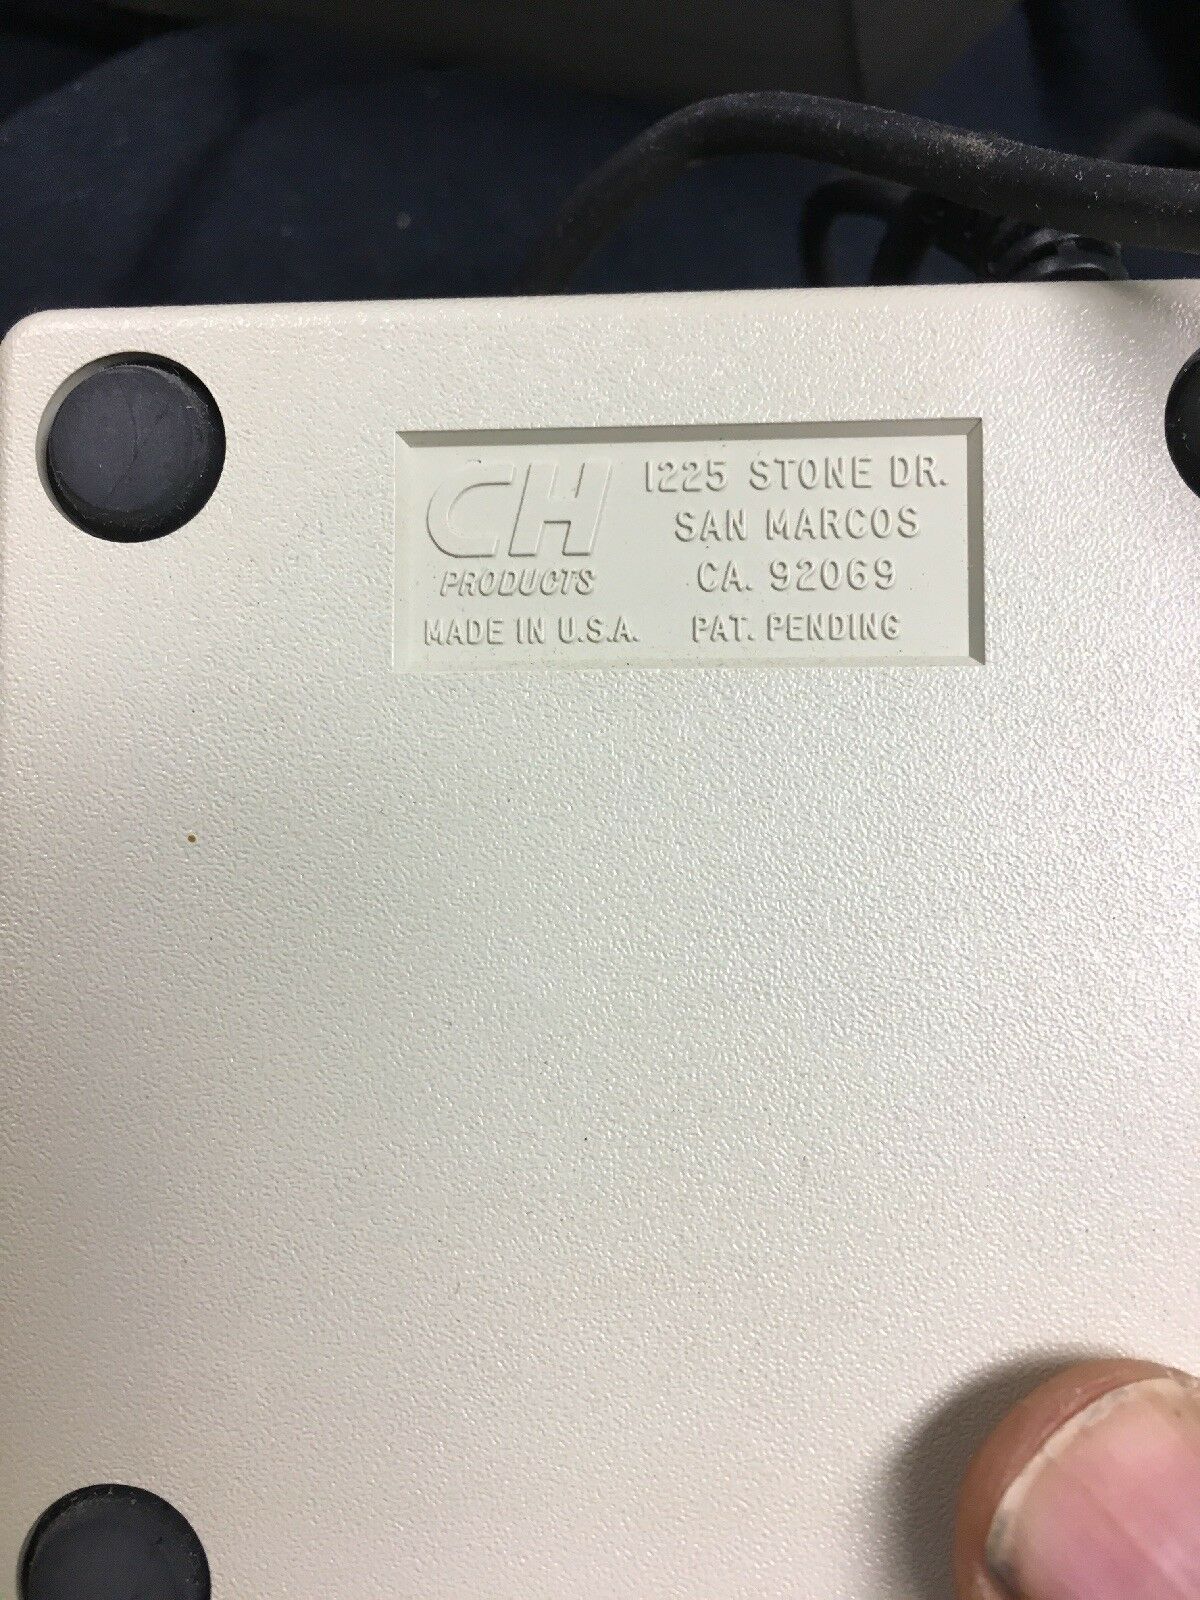 CH
PRODUCTS
1225 STONE DR.
SAN MARCOS
CA. 92069
MADE IN U.S.A. PAT. PENDING